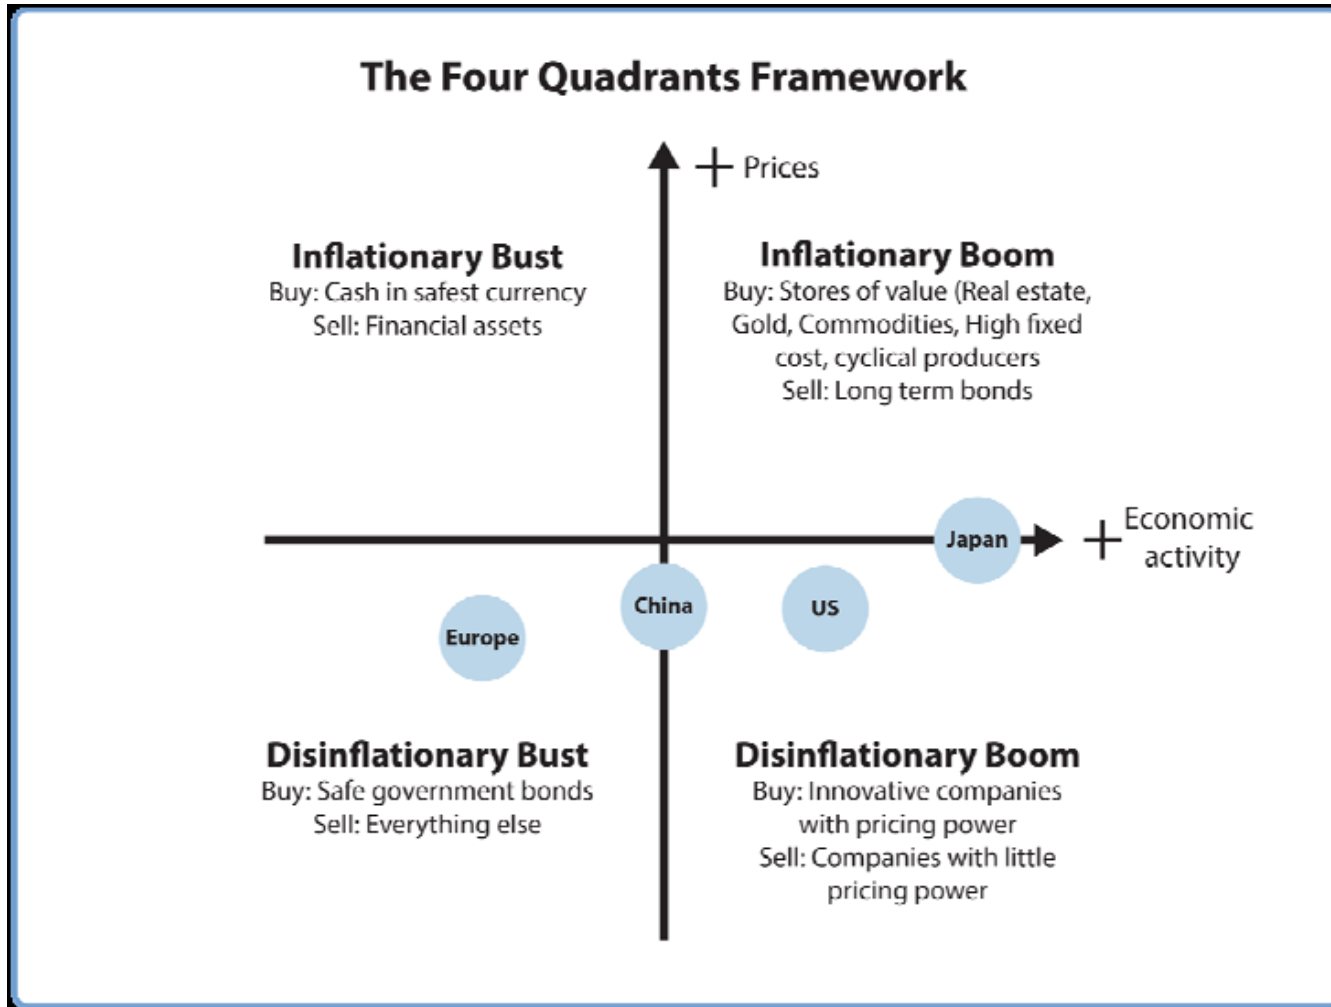 The Four Quadrants Framework
+ Prices
Inflationary Bust
Buy: Cash in safest currency
Sell: Financial assets
Inflationary Boom
Buy: Stores of value (Real estate,
Gold, Commodities, High fixed
cost, cyclical producers
Sell: Long term bonds
Japan
+ Economic
activity
China
US
Europe
Disinflationary Bust
Buy: Safe government bonds
Sell: Everything else
Disinflationary Boom
Buy: Innovative companies
with pricing power
Sell: Companies with little
pricing power